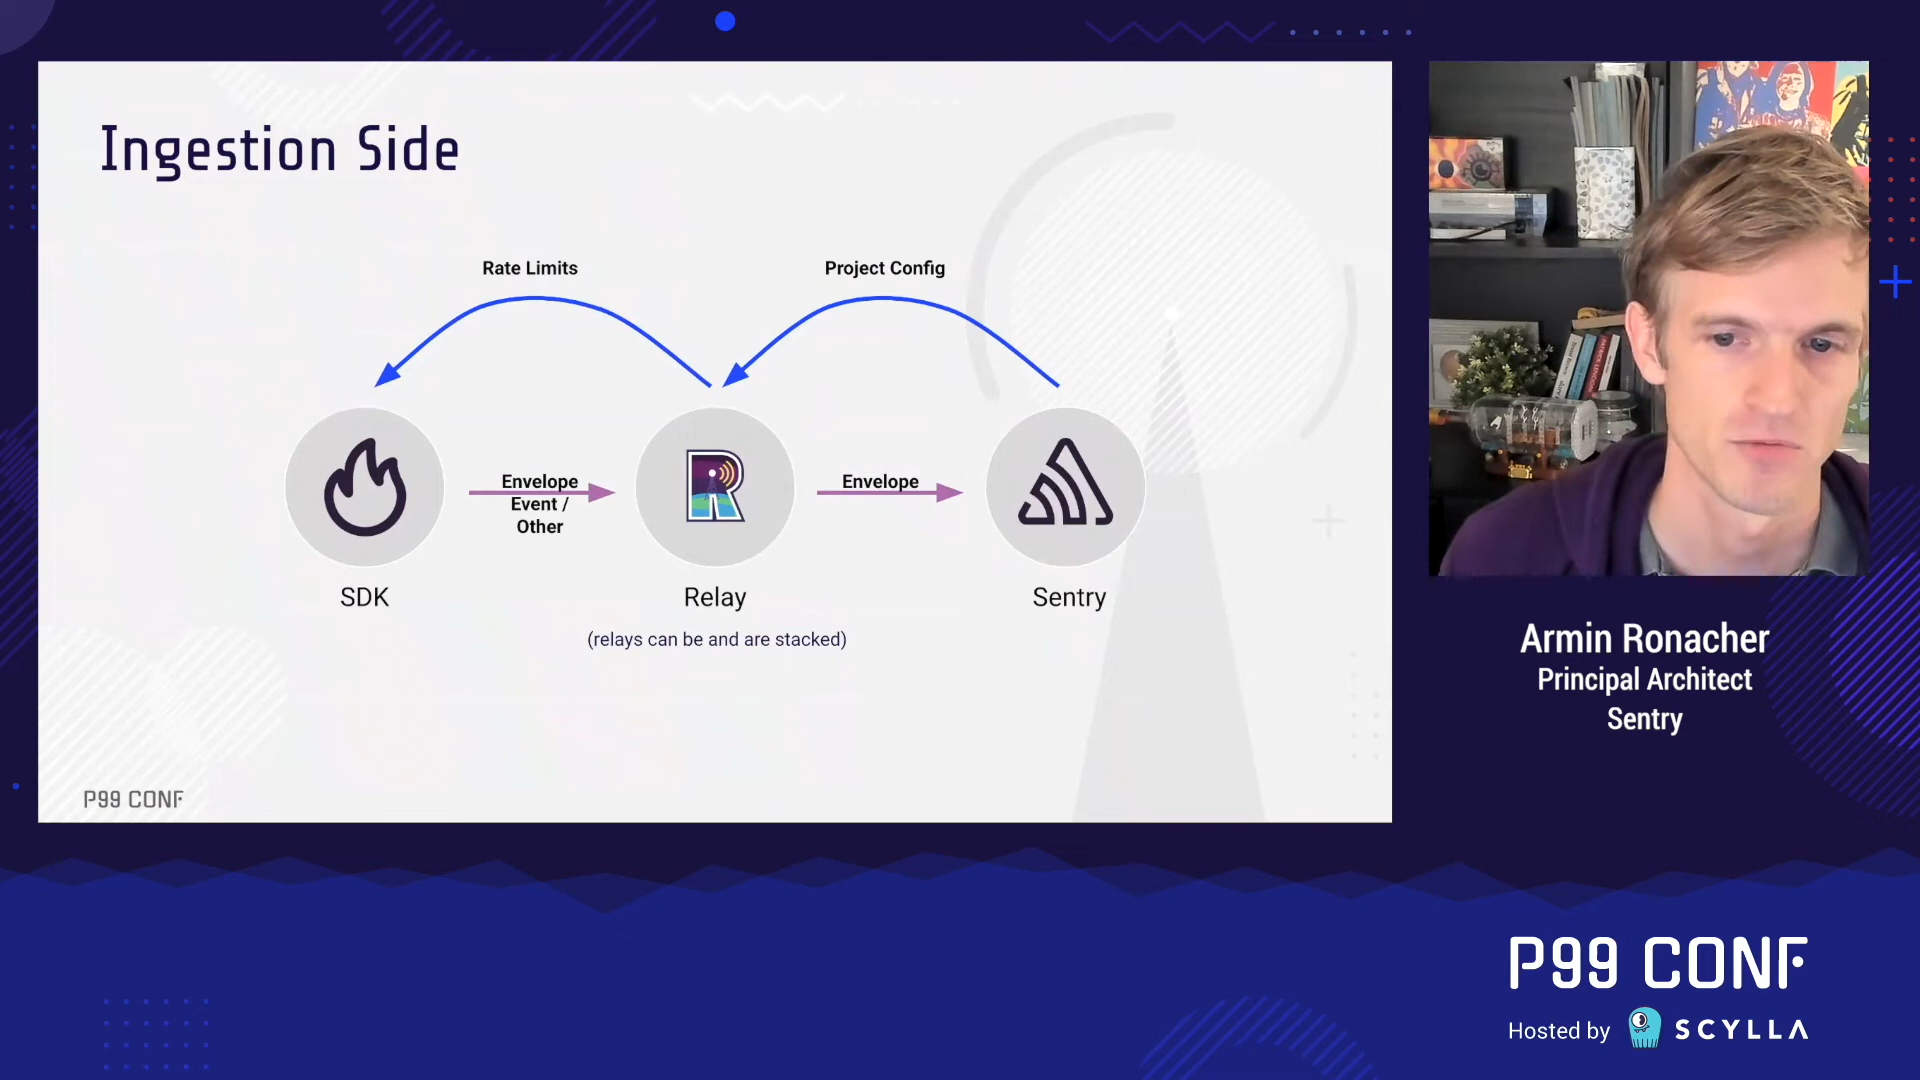 Ingestion Side
Rate Limits
Project Config
Envelope
Event /
Other
Envelope
SDK
Relay
Sentry
(relays can be and are stacked)
P99 CONF
Armin Ronacher
Principal Architect
Sentry
P99 CONF
Hosted by SCYLLA